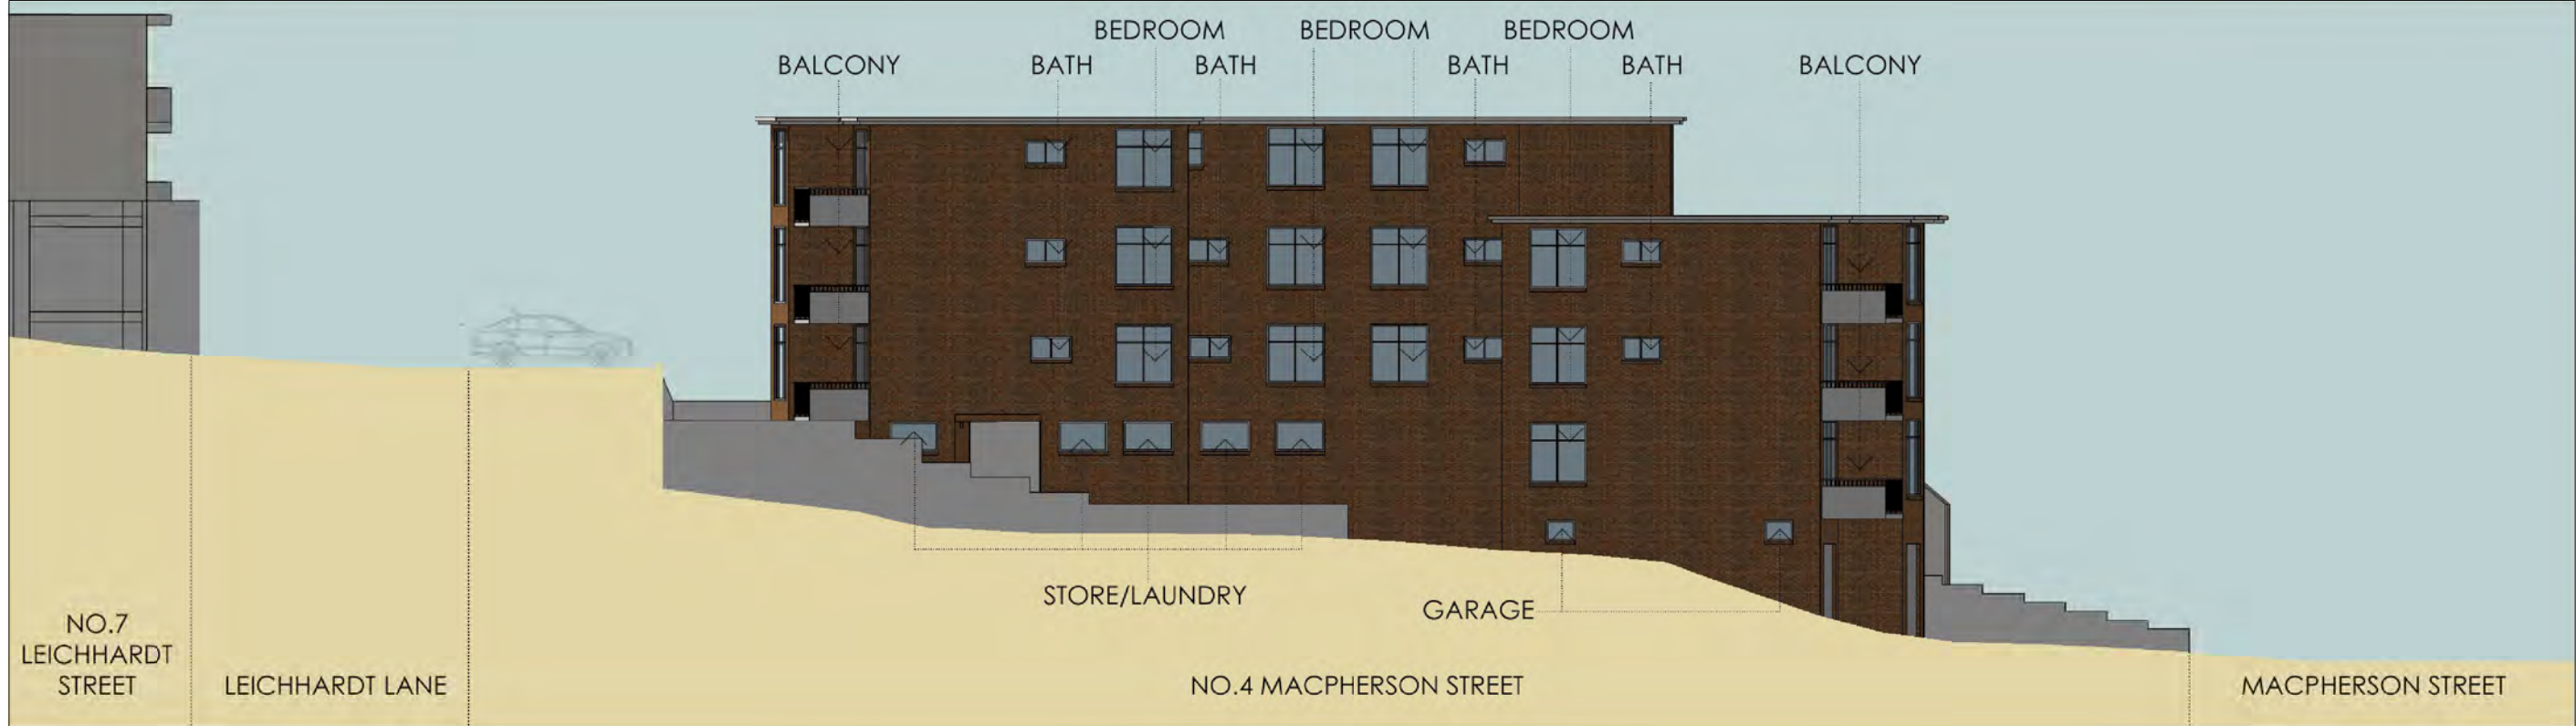 BEDROOM BEDROOM BEDROOM
BALCONY BATH BATH BATH BATH BALCONY
STORE/LAUNDRY
GARAGE
NO.7
LEICHHARDT
STREET
LEICHHARDT LANE
NO.4 MACPHERSON STREET
MACPHERSON STREET